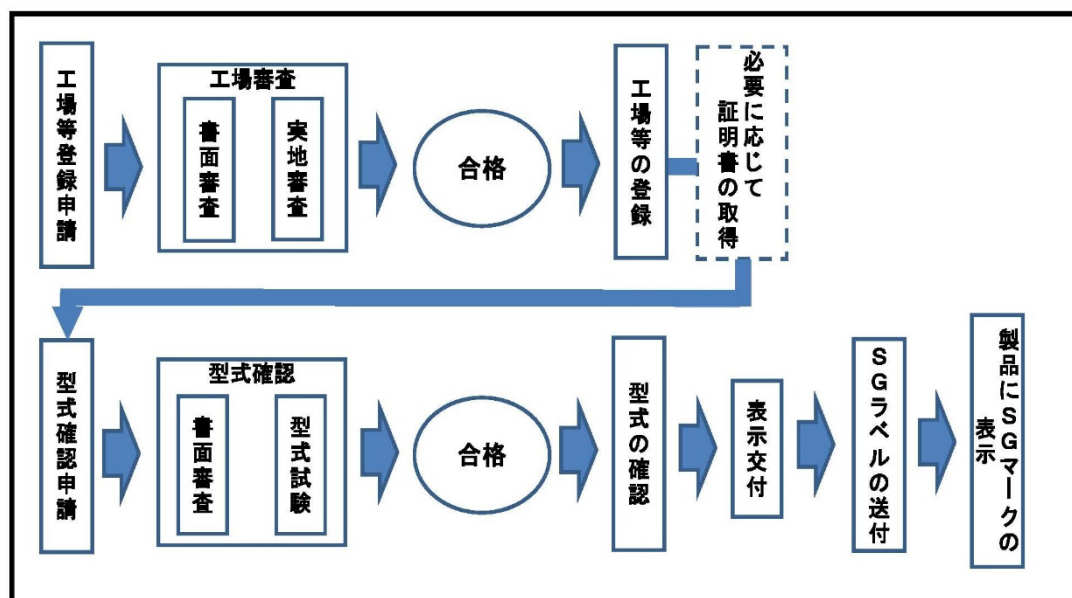 工場等登録申請
工場審査
書面審査
実地審査
合格
工場等の登録
必要に応じて
証明書の取得
型式確認申請
型式確認
書面審査
型式試験
合格
型式の確認
表示交付
SGラベルの送付
製品にSGマークの
表示